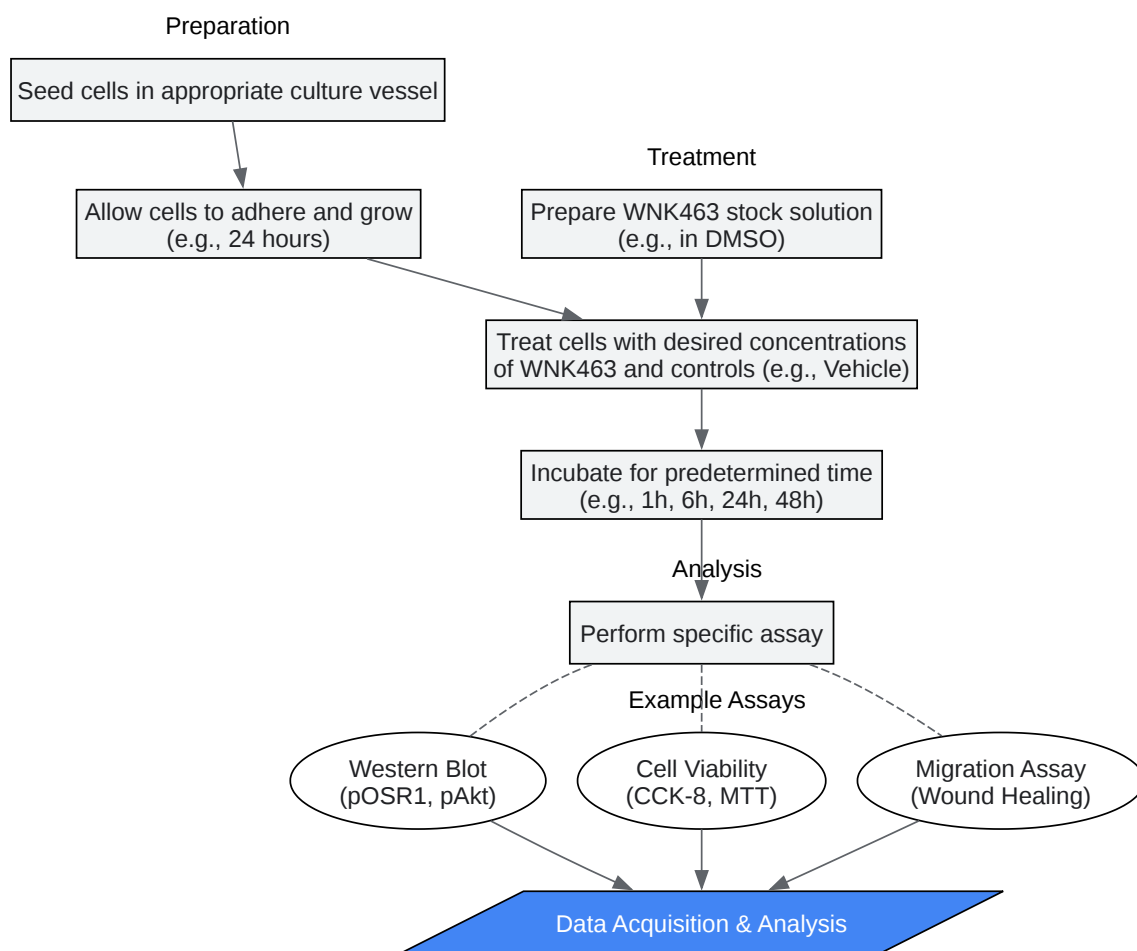 Preparation
Seed cells in appropriate culture vessel
Treatment
Allow cells to adhere and grow
(e.g., 24 hours)
Prepare WNK463 stock solution
(e.g., in DMSO)
Treat cells with desired concentrations
of WNK463 and controls (e.g., Vehicle)
Incubate for predetermined time
(e.g., 1h, 6h, 24h, 48h)
Analysis
Perform specific assay
Example Assays
Western Blot
(pOSR1, pAkt)
Cell Viability
(CCK-8, MTT)
Migration Assay
(Wound Healing)
Data Acquisition & Analysis